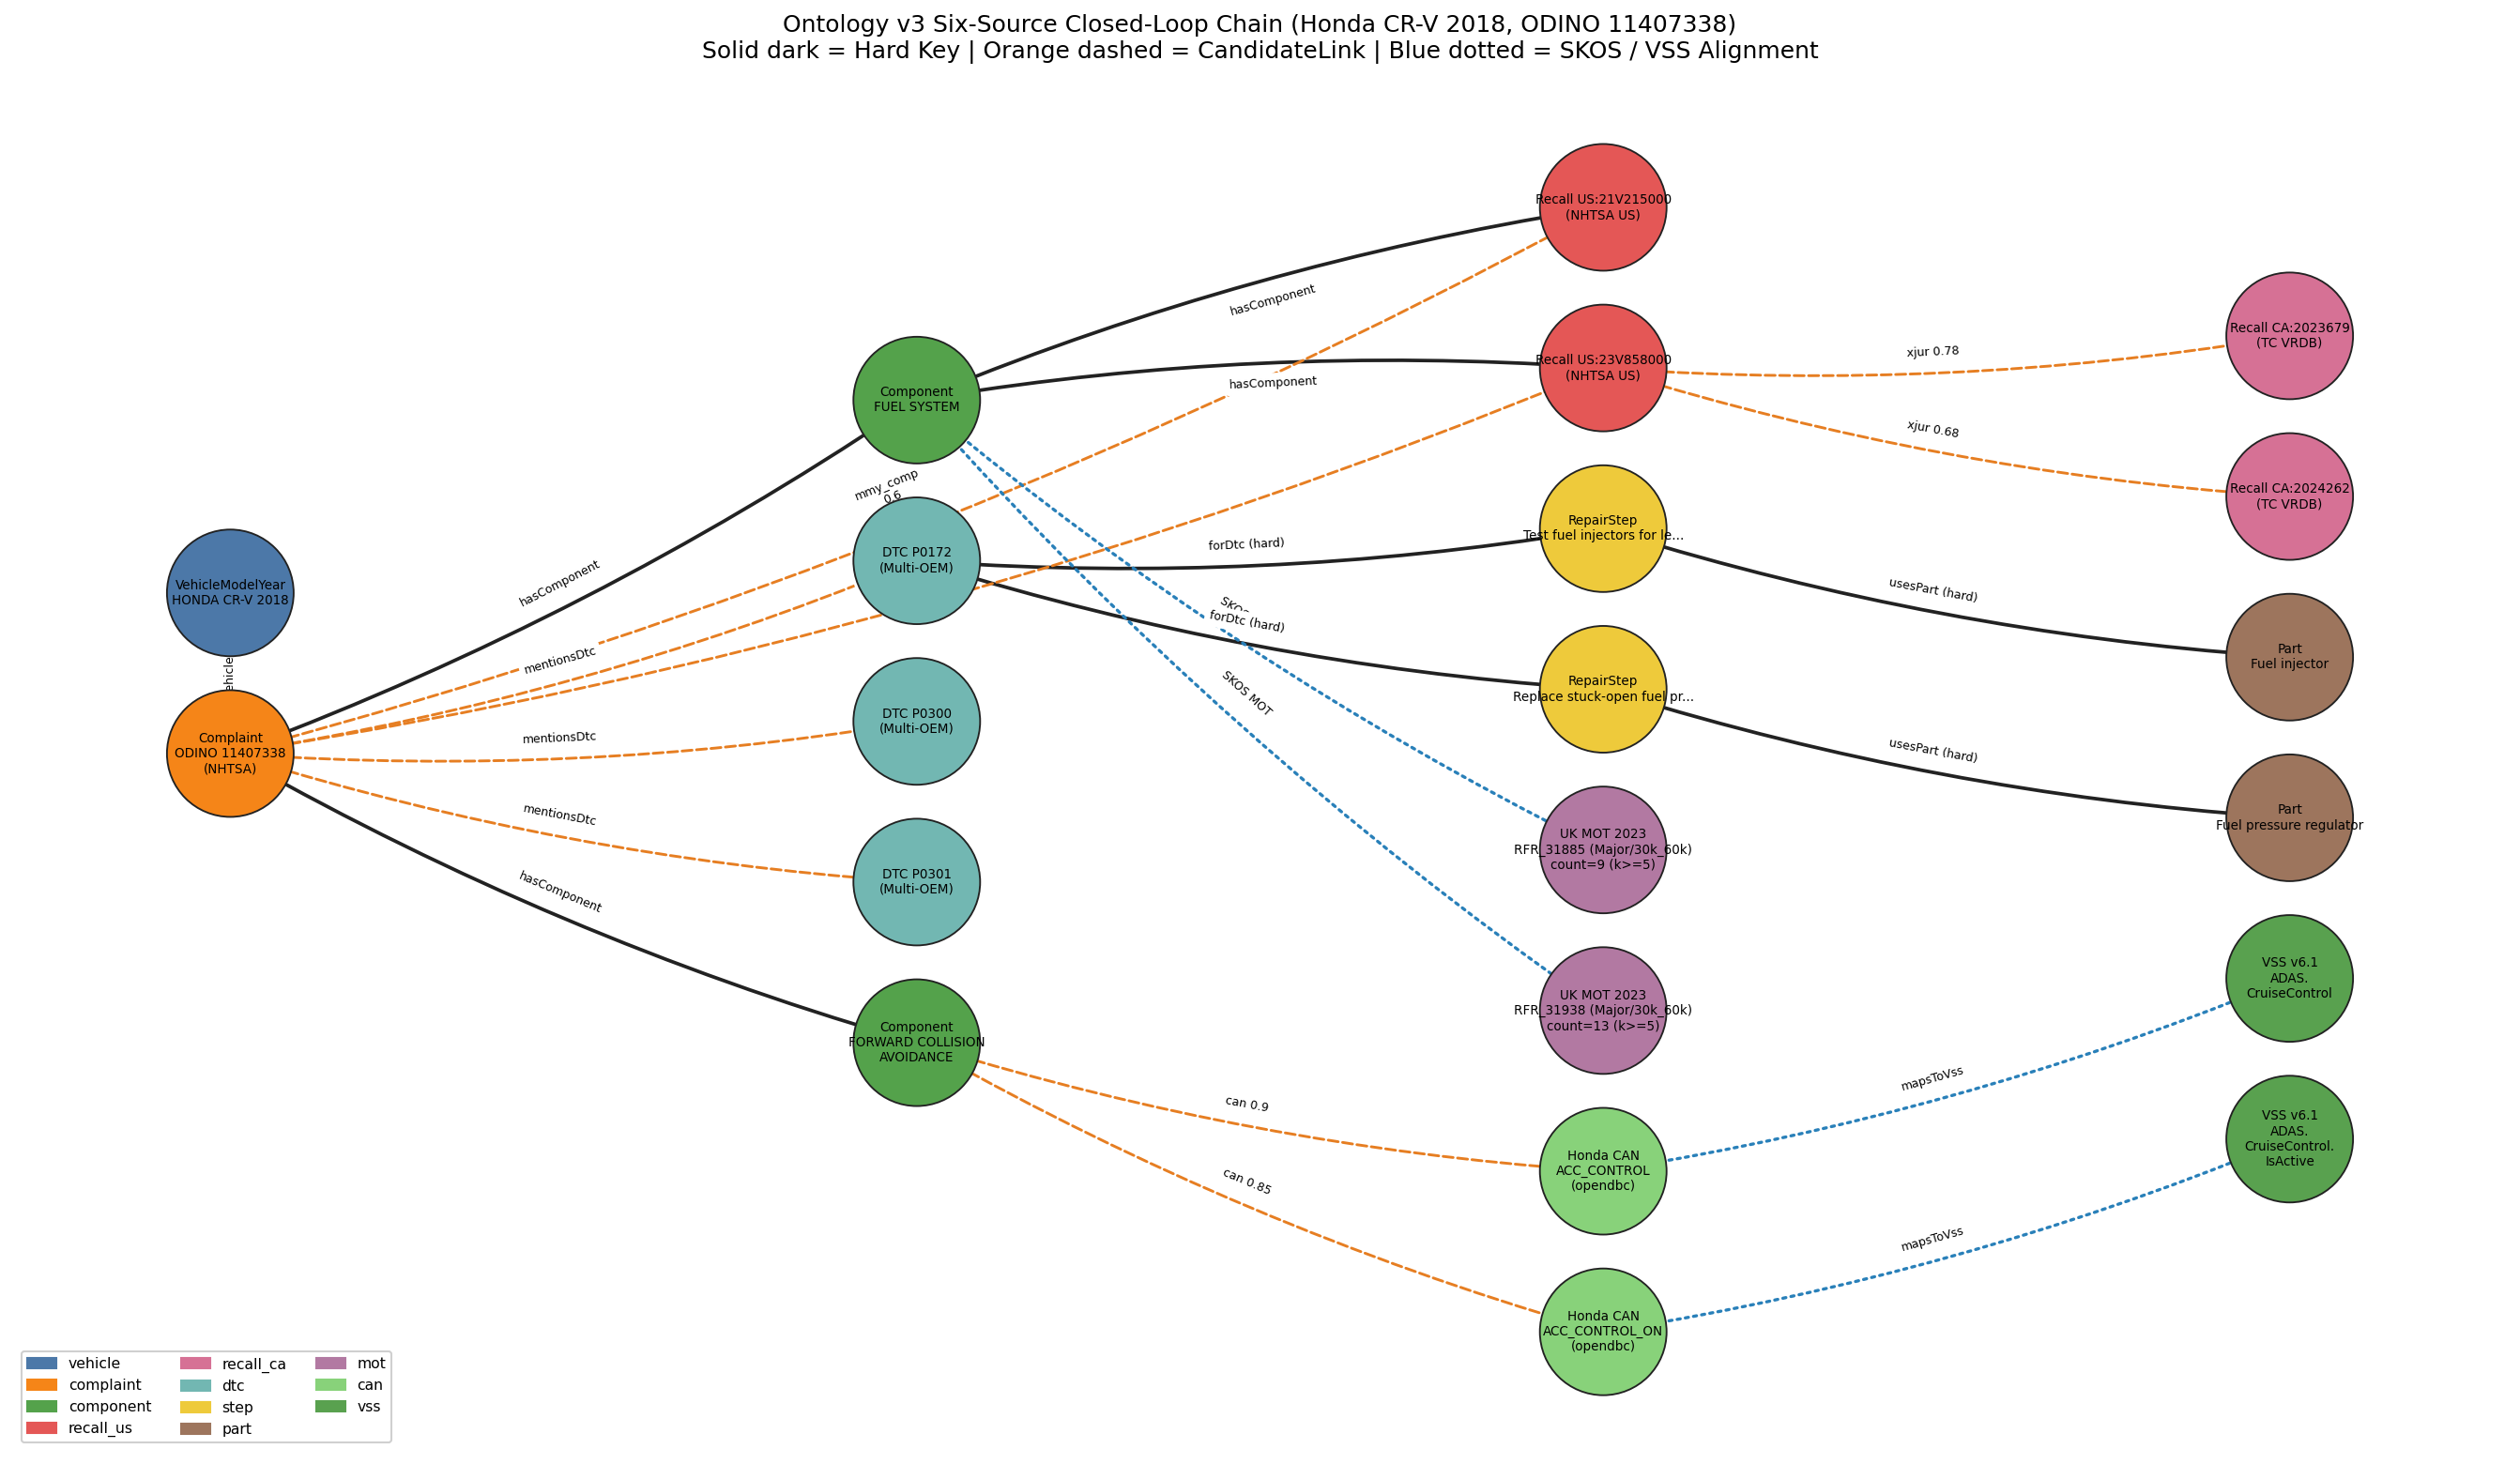 Ontology v3 Six-Source Closed-Loop Chain (Honda CR-V 2018, ODINO 11407338)
Solid dark = Hard Key | Orange dashed = CandidateLink | Blue dotted = SKOS / VSS Alignment
VehicleModelYear
HONDA CR-V 2018
Complaint
ODINO 11407338
(NHTSA)
hasComponent
mentionsDtc
mentionsDtc
mentionsDtc
hasComponent
Component
FUEL SYSTEM
mmy_comp
0.6
DTC P0172
(Multi-OEM)
DTC P0300
(Multi-OEM)
DTC P0301
(Multi-OEM)
Component
FORWARD COLLISION
AVOIDANCE
hasComponent
hasComponent
forDtc (hard)
forDtc (hard)
SKOS MOT
can 0.9
can 0.85
Recall US:21V215000
(NHTSA US)
Recall US:23V858000
(NHTSA US)
RepairStep
Test fuel injectors for le...
RepairStep
Replace stuck-open fuel pr...
UK MOT 2023
RFR_31885 (Major/30k_60k)
count=9 (k>=5)
UK MOT 2023
RFR_31938 (Major/30k_60k)
count=13 (k>=5)
Honda CAN
ACC_CONTROL
(opendbc)
Honda CAN
ACC_CONTROL_ON
(opendbc)
xjur 0.78
xjur 0.68
usesPart (hard)
usesPart (hard)
mapsToVss
mapsToVss
Recall CA:2023679
(TC VRDB)
Recall CA:2024262
(TC VRDB)
Part
Fuel injector
Part
Fuel pressure regulator
VSS v6.1
ADAS.
CruiseControl
VSS v6.1
ADAS.
CruiseControl.
IsActive
vehicle
complaint
component
recall_us
recall_ca
dtc
step
part
mot
can
vss